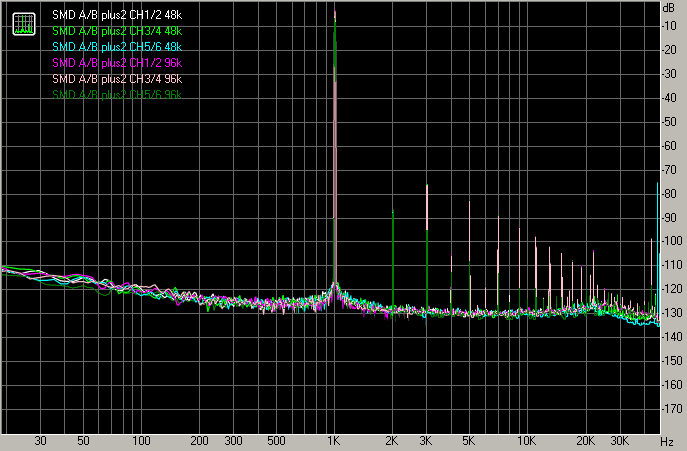 dB
SMD A/B plus2 CH1/2 48k
SMD A/B plus2 CH3/4 48k
SMD A/B plus2 CH5/6 48k
SMD A/B plus2 CH1/2 96k
SMD A/B plus2 CH3/4 96k
SMD A/B plus2 CH5/6 96k
-10
-20
-30
-40
-50
-60
-70
-80
-90
-100
-110
-120
-130
-140
-150
-160
-170
30 50 100 200 300 500 1K 2K 3K 5K 10K 20K 30K Hz